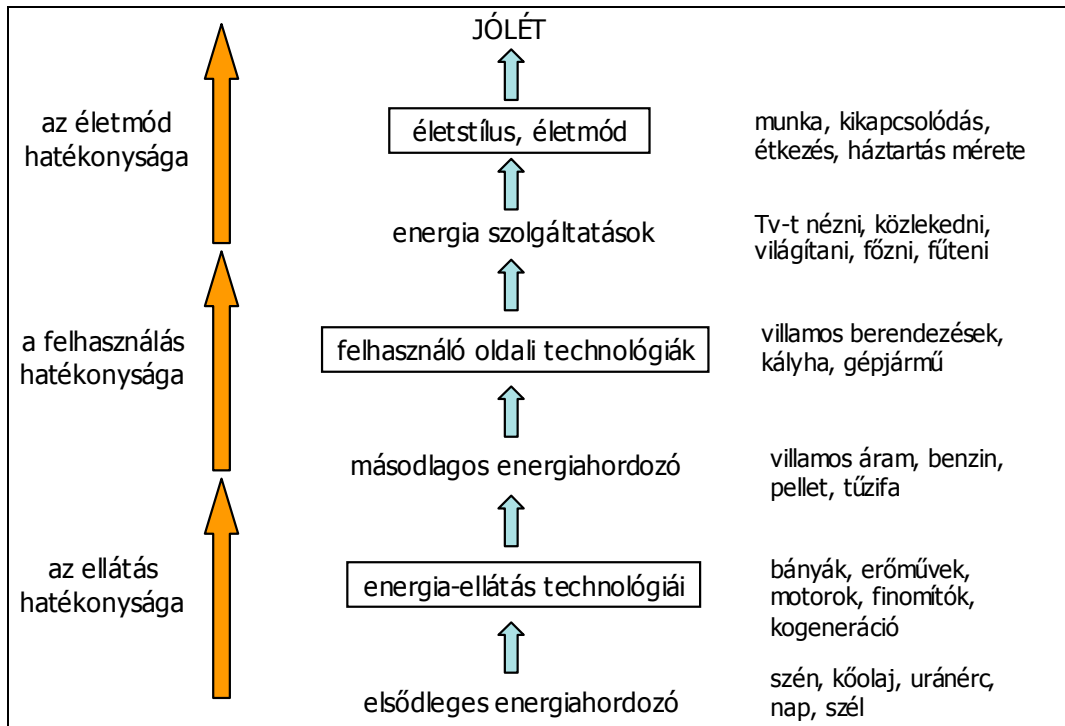 JÓLÉT
az életmód
hatékonysága
életstílus, életmód
munka, kikapcsolódás,
étkezés, háztartás mérete
energia szolgáltatások
Tv-t nézni, közlekedni,
világítani, főzni, fűteni
a felhasználás
hatékonysága
felhasználó oldali technológiák
villamos berendezések,
kályha, gépjármű
másodlagos energiahordozó
villamos áram, benzin,
pellet, tűzifa
az ellátás
hatékonysága
energia-ellátás technológiái
bányák, erőművek,
motorok, finomítók,
kogeneráció
elsődleges energiahordozó
szén, kőolaj, uránérc,
nap, szél